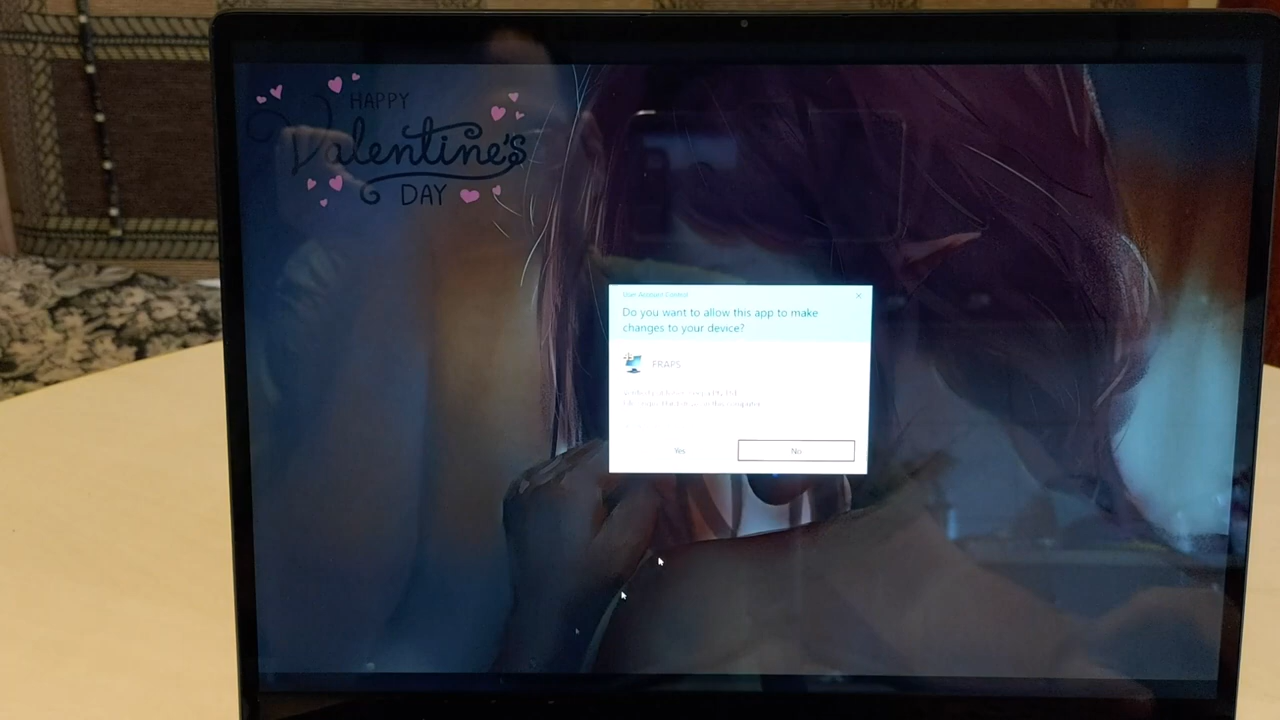 HAPPY
Valentine's
DAY
User Account Control
Do you want to allow this app to make
changes to your device?
FRAPS
Yes
No